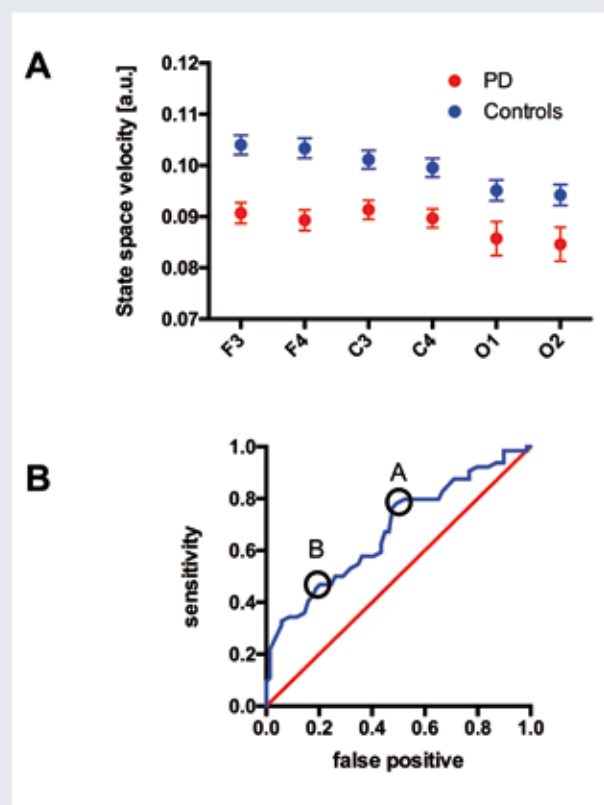 A
State space velocity [a.u.]
0.12
0.11
0.10
0.09
0.08
0.07
PD
Controls
F3
F4
C3
C4
O1
O2
B
sensitivity
1.0
0.8
0.6
0.4
0.2
0.0
A
B
0.0 0.2 0.4 0.6 0.8 1.0
false positive